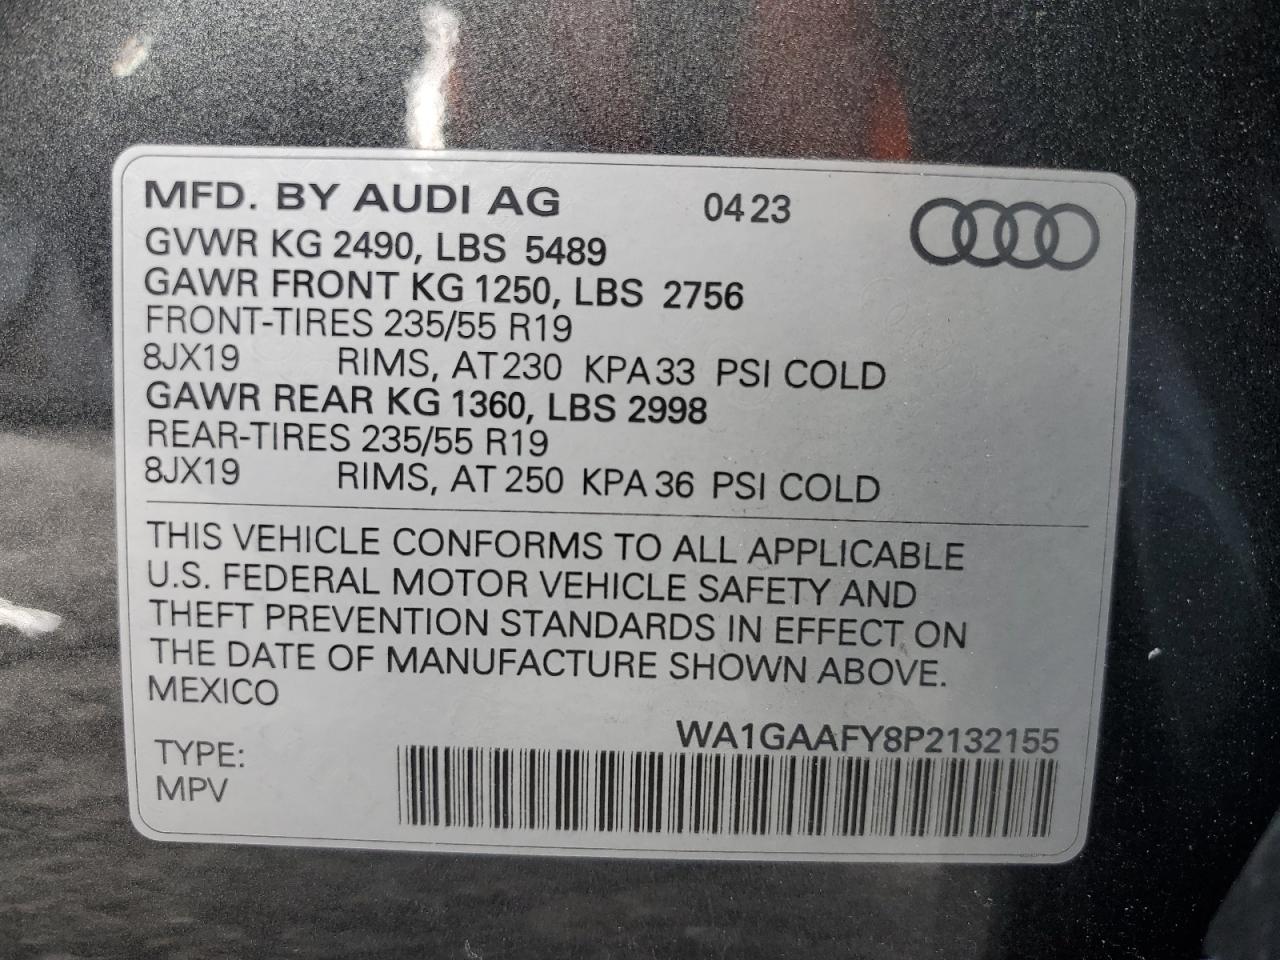 MFD. BY AUDI AG 0423
GVWR KG 2490, LBS 5489
GAWR FRONT KG 1250, LBS 2756
FRONT-TIRES 235/55 R19
8JX19 RIMS, AT 230 KPA 33 PSI COLD
GAWR REAR KG 1360, LBS 2998
REAR-TIRES 235/55 R19
8JX19 RIMS, AT 250 KPA 36 PSI COLD
THIS VEHICLE CONFORMS TO ALL APPLICABLE
U.S. FEDERAL MOTOR VEHICLE SAFETY AND
THEFT PREVENTION STANDARDS IN EFFECT ON
THE DATE OF MANUFACTURE SHOWN ABOVE.
MEXICO
WA1GAAFY8P2132155
TYPE:
MPV